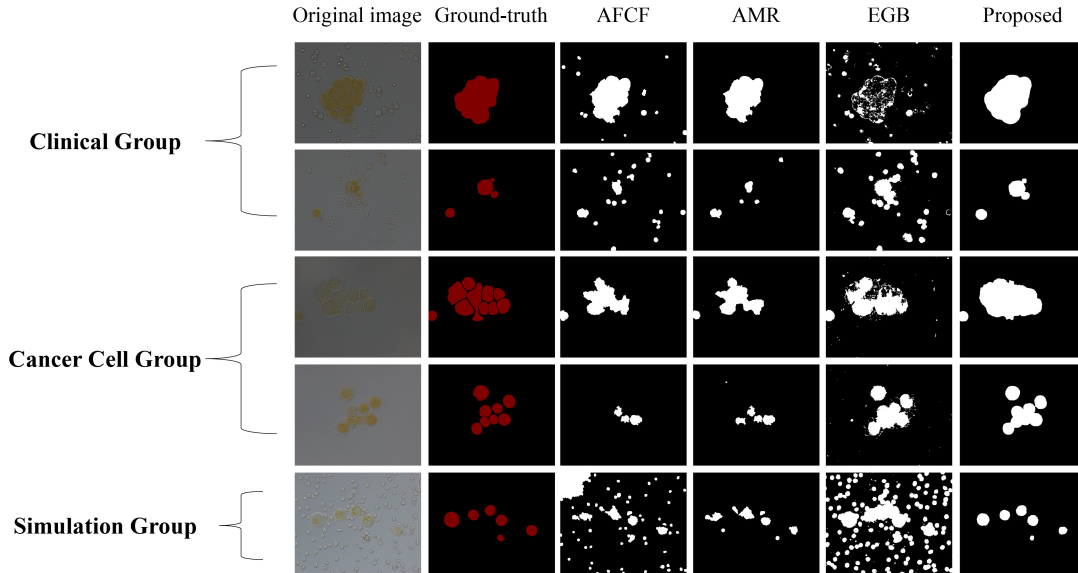 Original image Ground-truth AFCF AMR EGB Proposed
Clinical Group
Cancer Cell Group
Simulation Group